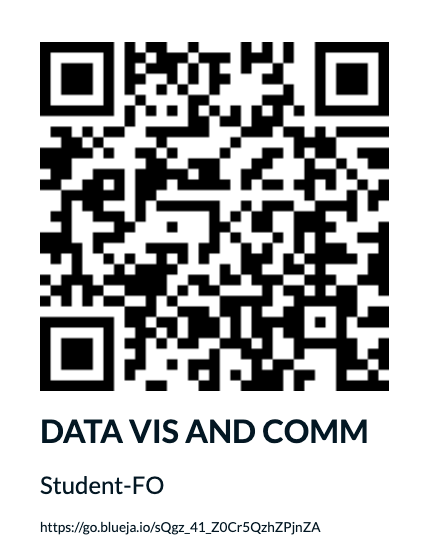 DATA VIS AND COMM
Student-FO
https://go.blueja.io/sQgz_41_Z0Cr5QzhZPjnZA